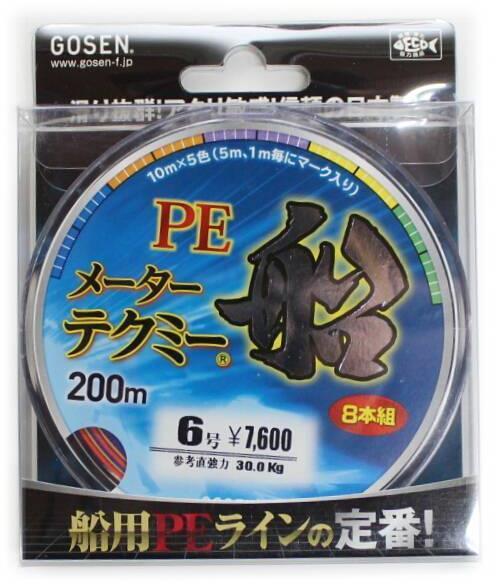 GOSEN®
www.gosen-f.jp
ECO
10m×5色(5m、1m毎にマーク入り)
PE
船
メーター
テクミー®
200m
8本組
6号 ¥7,600
参考直強力 30.0Kg
船用PEラインの定番!